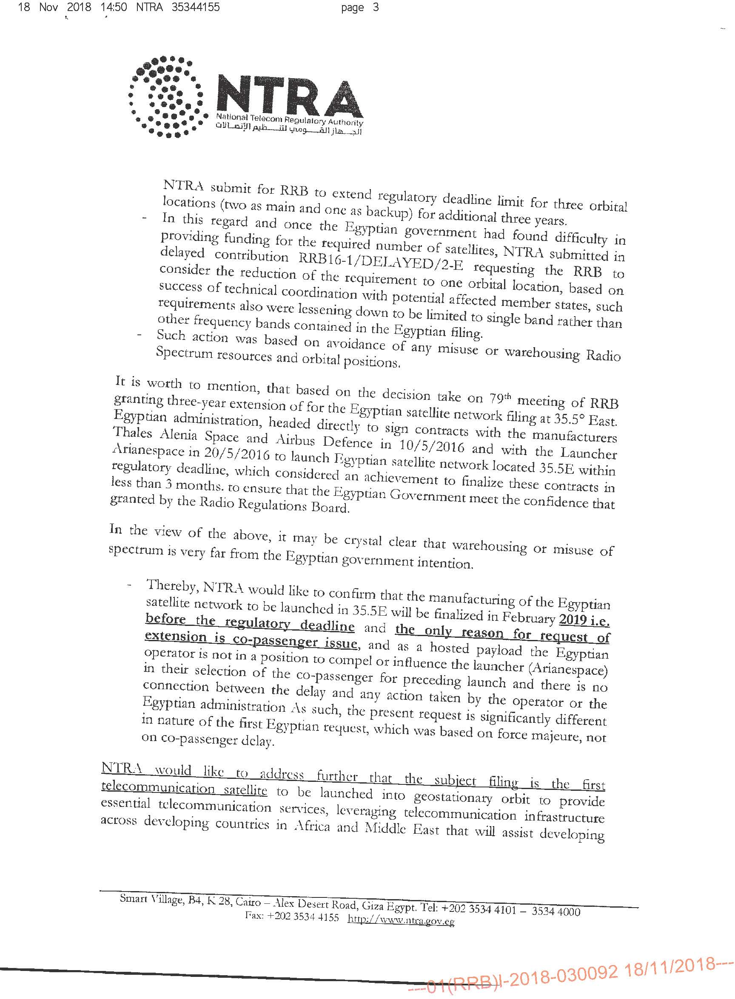 18 Nov 2018 14:50 NTRA 35344155 page 3
NTRA
National Telecom Regulatory Authority
الجـــهاز القـــومي لتنـــظيم الإتصـالات
NTRA submit for RRB to extend regulatory deadline limit for three orbital
locations (two as main and one as backup) for additional three years.
- In this regard and once the Egyptian government had found difficulty in
providing funding for the required number of satellites, NTRA submitted in
delayed contribution RRB16-1/DELAYED/2-E requesting the RRB to
consider the reduction of the requirement to one orbital location, based on
success of technical coordination with potential affected member states, such
requirements also were lessening down to be limited to single band rather than
other frequency bands contained in the Egyptian filing.
- Such action was based on avoidance of any misuse or warehousing Radio
Spectrum resources and orbital positions.
It is worth to mention, that based on the decision take on 79th meeting of RRB
granting three-year extension of for the Egyptian satellite network filing at 35.5° East.
Egyptian administration, headed directly to sign contracts with the manufacturers
Thales Alenia Space and Airbus Defence in 10/5/2016 and with the Launcher
Arianespace in 20/5/2016 to launch Egyptian satellite network located 35.5E within
regulatory deadline, which considered an achievement to finalize these contracts in
less than 3 months. to ensure that the Egyptian Government meet the confidence that
granted by the Radio Regulations Board.
In the view of the above, it may be crystal clear that warehousing or misuse of
spectrum is very far from the Egyptian government intention.
- Thereby, NTRA would like to confirm that the manufacturing of the Egyptian
satellite network to be launched in 35.5E will be finalized in February 2019 i.e.
before the regulatory deadline and the only reason for request of
extension is co-passenger issue, and as a hosted payload the Egyptian
operator is not in a position to compel or influence the launcher (Arianespace)
in their selection of the co-passenger for preceding launch and there is no
connection between the delay and any action taken by the operator or the
Egyptian administration As such, the present request is significantly different
in nature of the first Egyptian request, which was based on force majeure, not
on co-passenger delay.
NTRA would like to address further that the subject filing is the first
telecommunication satellite to be launched into geostationary orbit to provide
essential telecommunication services, leveraging telecommunication infrastructure
across developing countries in Africa and Middle East that will assist developing
Smart Village, B4, K 28, Cairo – Alex Desert Road, Giza Egypt. Tel: +202 3534 4101 – 3534 4000
Fax: +202 3534 4155 http://www.ntra.gov.eg
---01(RRB)I-2018-030092 18/11/2018---